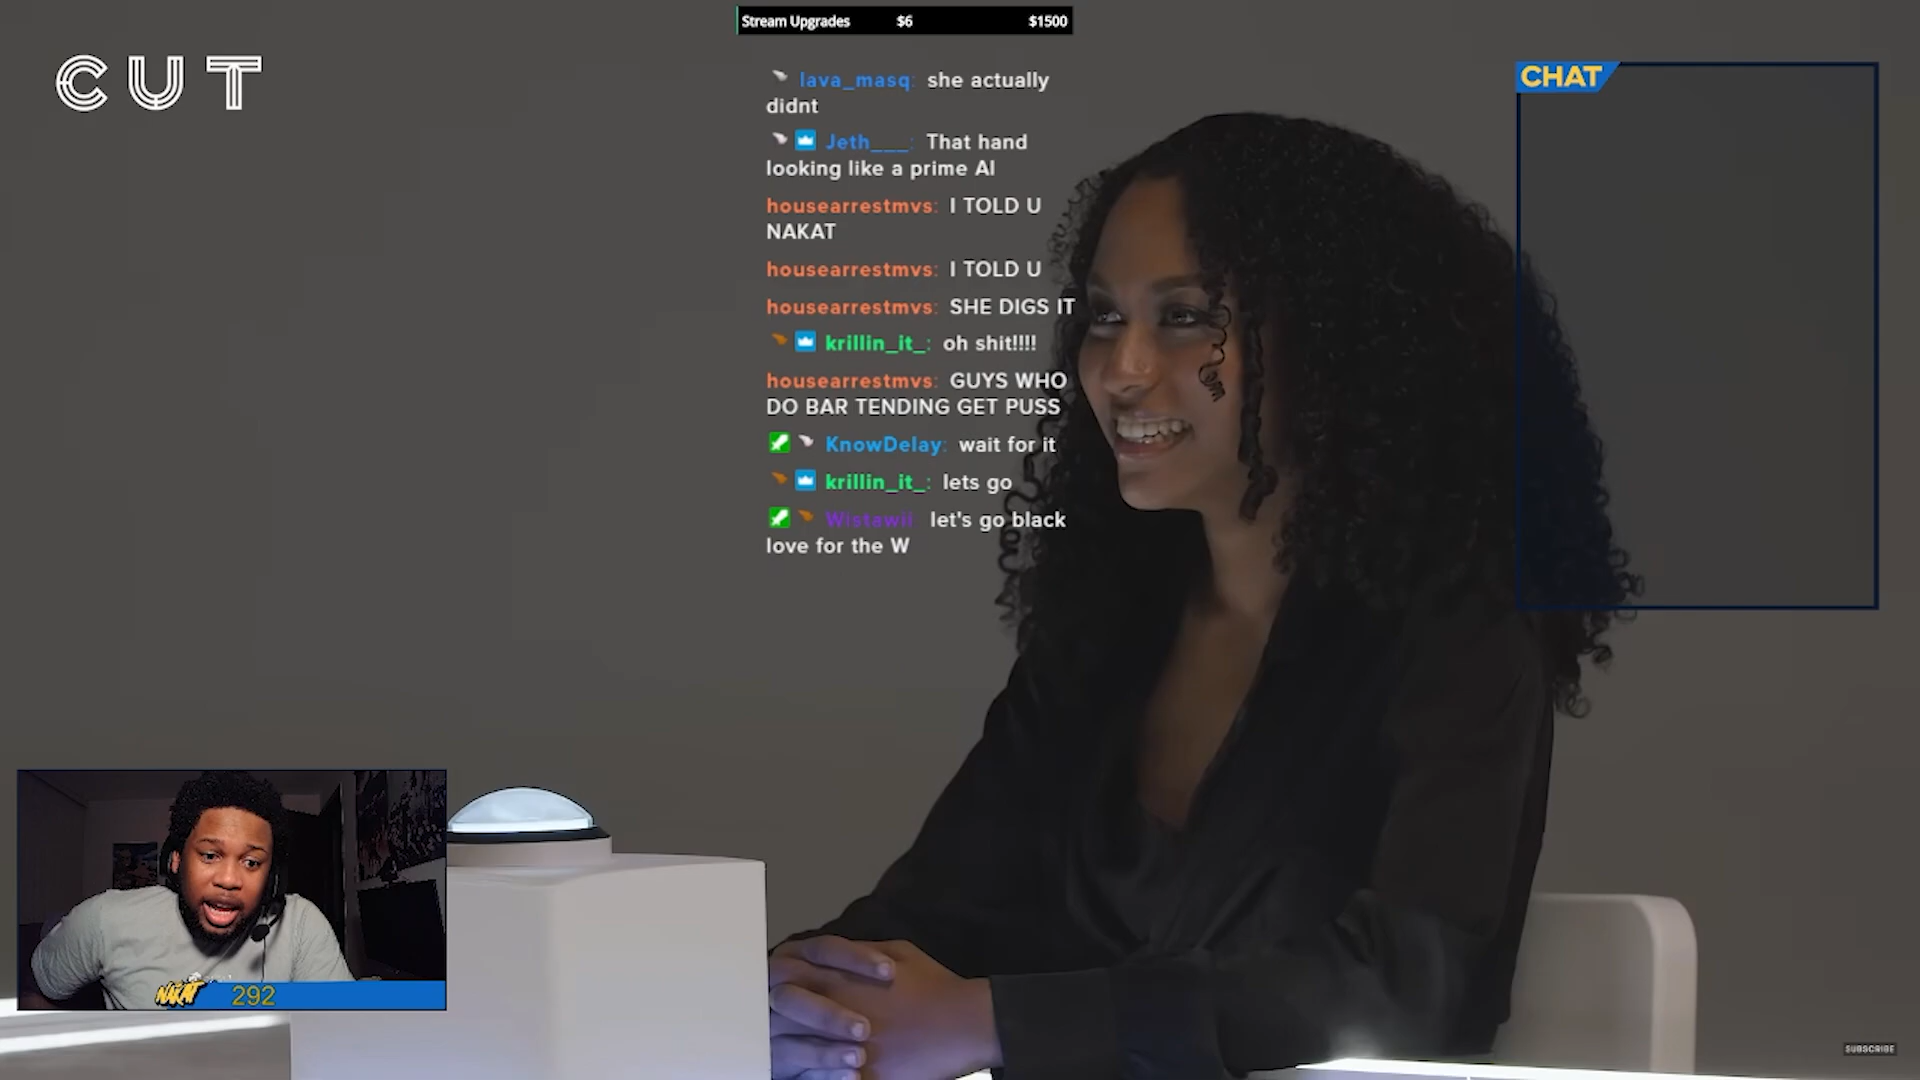 Stream Upgrades $6 $1500
CUT
CHAT
lava_masq: she actually
didnt
Jeth___: That hand
looking like a prime AI
housearrestmvs: I TOLD U
NAKAT
housearrestmvs: I TOLD U
housearrestmvs: SHE DIGS IT
krillin_it_: oh shit!!!!
housearrestmvs: GUYS WHO
DO BAR TENDING GET PUSS
KnowDelay: wait for it
krillin_it_: lets go
Wistawii let's go black
love for the W
NAKAT 292
SUBSCRIBE